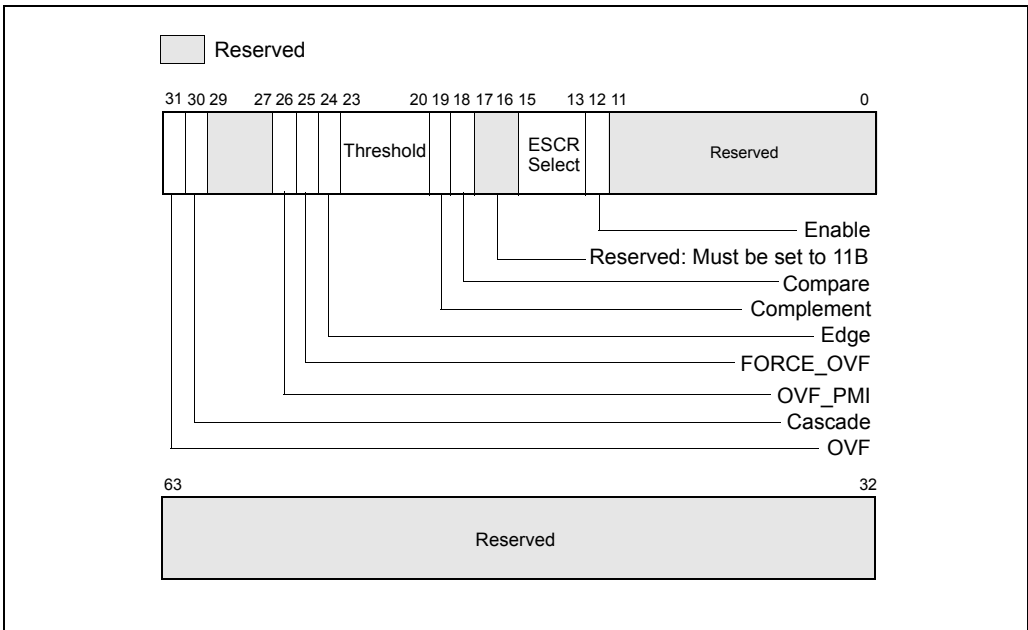 Reserved
31 30 29 27 26 25 24 23 20 19 18 17 16 15 13 12 11 0
Threshold
ESCR
Select
Reserved
Enable
Reserved: Must be set to 11B
Compare
Complement
Edge
FORCE_OVF
OVF_PMI
Cascade
OVF
63 32
Reserved